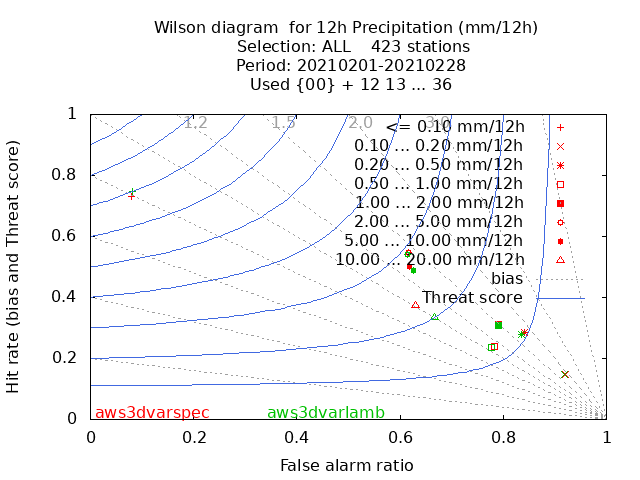 Wilson diagram  for 12h Precipitation (mm/12h)
Selection: ALL    423 stations
Period: 20210201-20210228
Used {00} + 12 13 ... 36
Hit rate (bias and Threat score)
1
0.8
0.6
0.4
0.2
0
1.2
1.5
2.0
3.0
<= 0.10 mm/12h
0.10 ... 0.20 mm/12h
0.20 ... 0.50 mm/12h
0.50 ... 1.00 mm/12h
1.00 ... 2.00 mm/12h
2.00 ... 5.00 mm/12h
5.00 ... 10.00 mm/12h
10.00 ... 20.00 mm/12h
bias
Threat score
aws3dvarspec
aws3dvarlamb
0
0.2
0.4
0.6
0.8
1
False alarm ratio